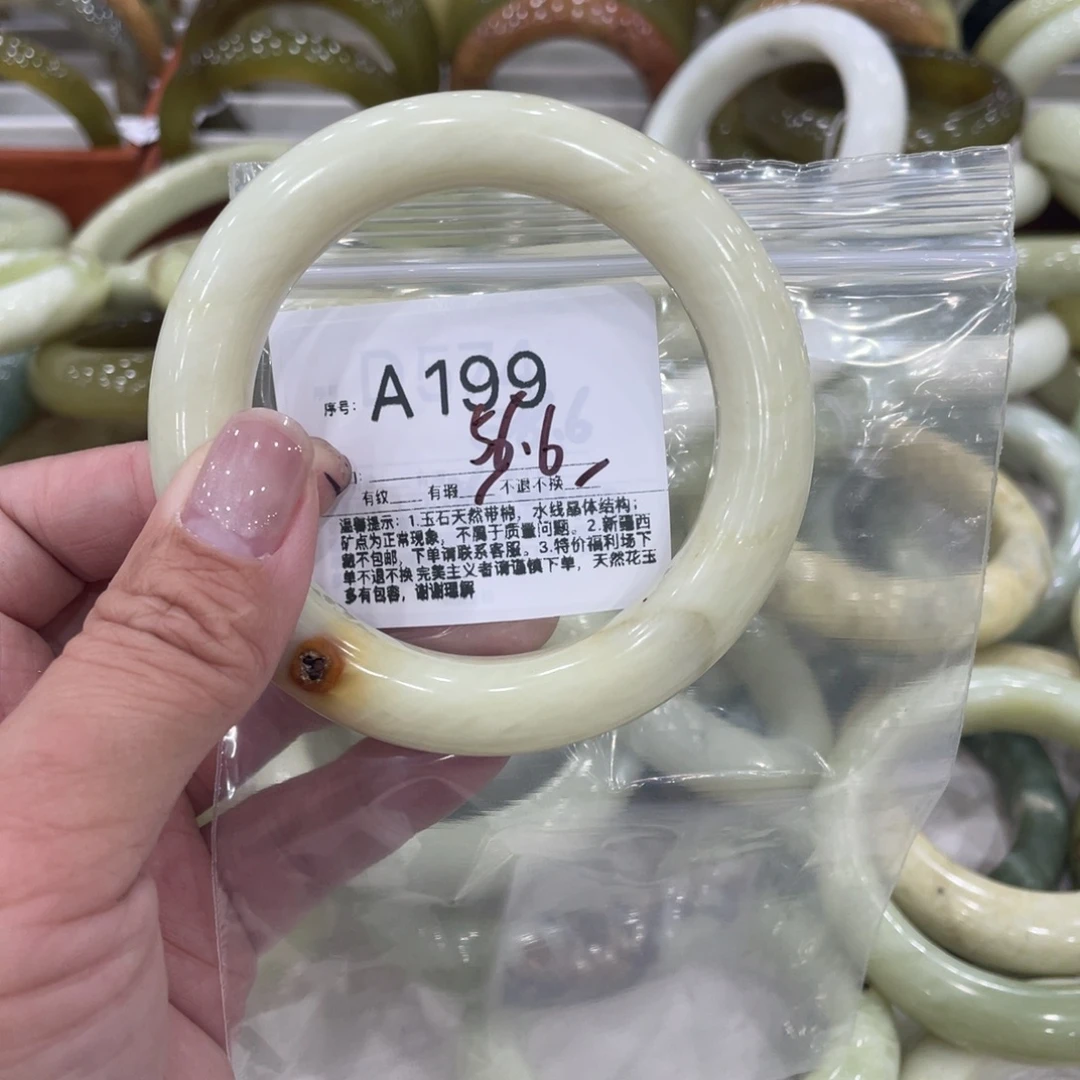 序号: A199
56.6
有纹 有瑕 不退不换
温馨提示: 1.玉石天然带棉, 水线晶体结构;
矿点为正常现象, 不属于质量问题。2.新疆西
藏不包邮, 下单请联系客服。3.特价福利场下
单不退不换完美主义者请谨慎下单, 天然花玉
多有包容, 谢谢理解